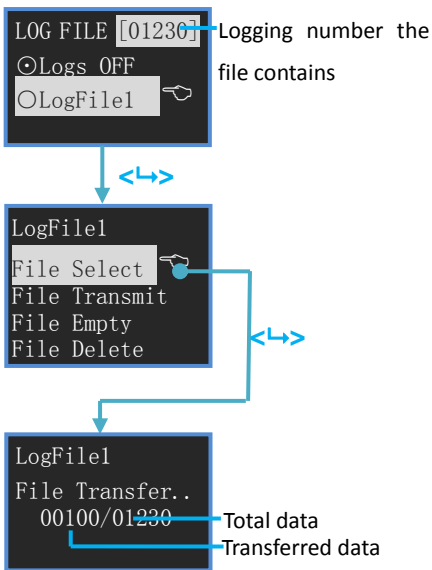 LOG FILE [01230]
Logging number the
file contains
⊙Logs OFF
○LogFile1
<↵>
LogFile1
File Select
File Transmit
File Empty
File Delete
<↵>
LogFile1
File Transfer..
00100/01230
Total data
Transferred data